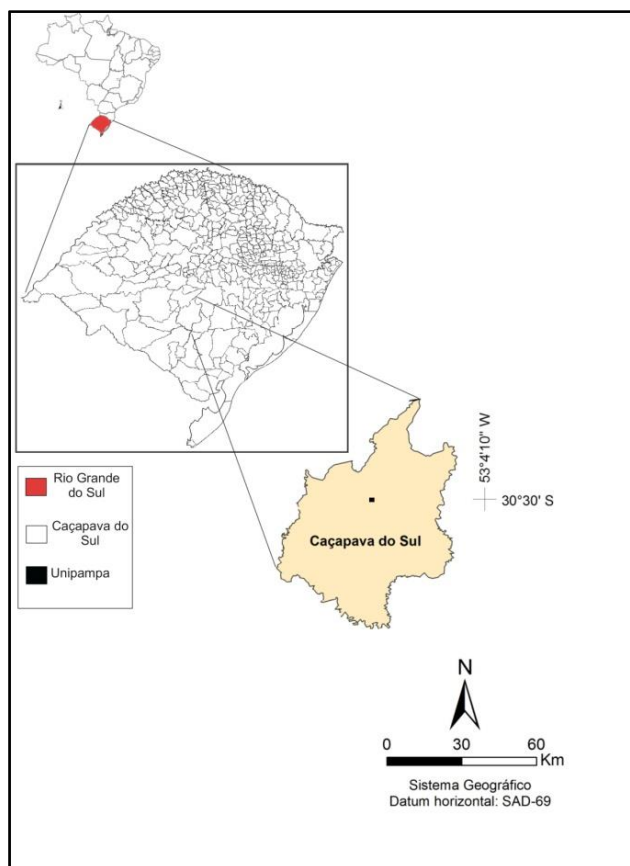 Rio Grande
do Sul
Caçapava do
Sul
Unipampa
Caçapava do Sul
53°4'10" W
30°30' S
N
0 30 60
Km
Sistema Geográfico
Datum horizontal: SAD-69